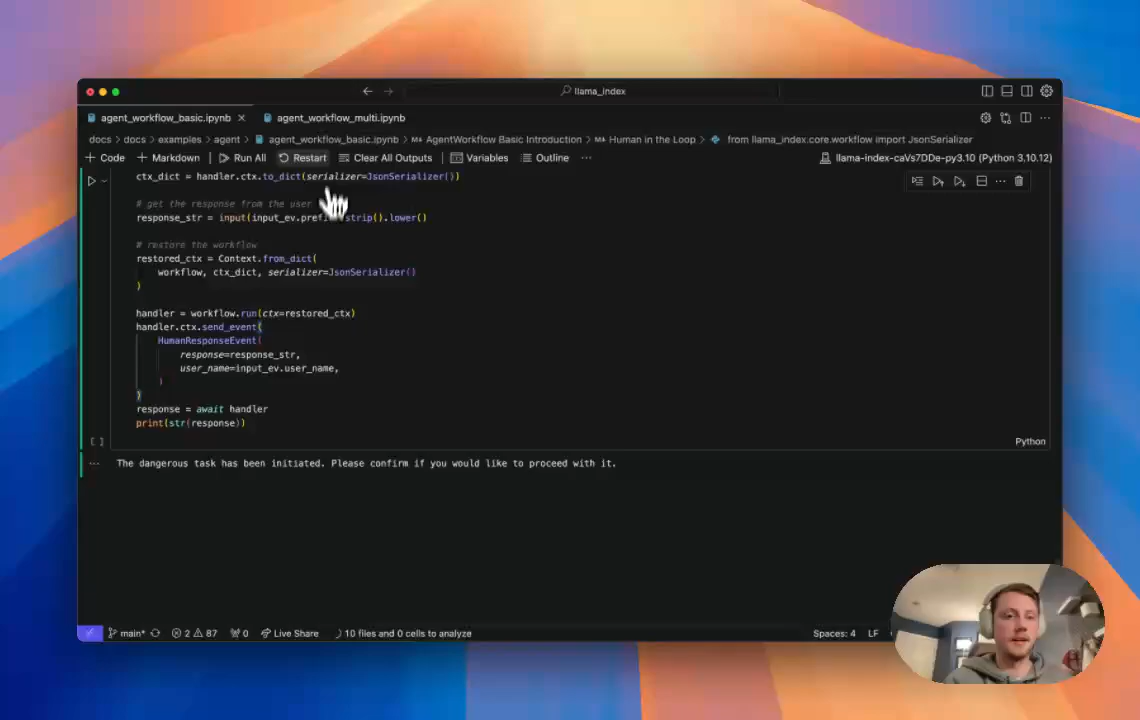 llama_index
agent_workflow_basic.ipynb
agent_workflow_multi.ipynb
docs > docs > examples > agent > agent_workflow_basic.ipynb > M↓ AgentWorkflow Basic Introduction > M↓ Human in the Loop > from llama_index.core.workflow import JsonSerializer
+ Code + Markdown Run All Restart Clear All Outputs Variables Outline ... llama-index-caVs7DDe-py3.10 (Python 3.10.12)
ctx_dict = handler.ctx.to_dict(serializer=JsonSerializer())
# get the response from the user
response_str = input(input_ev.prefi strip().lower()
# restore the workflow
restored_ctx = Context.from_dict(
workflow, ctx_dict, serializer=JsonSerializer()
)
handler = workflow.run(ctx=restored_ctx)
handler.ctx.send_event(
HumanResponseEvent(
response=response_str,
user_name=input_ev.user_name,
)
)
response = await handler
print(str(response))
[ ]
Python
... The dangerous task has been initiated. Please confirm if you would like to proceed with it.
main* 2 87 0 Live Share 10 files and 0 cells to analyze Spaces: 4 LF